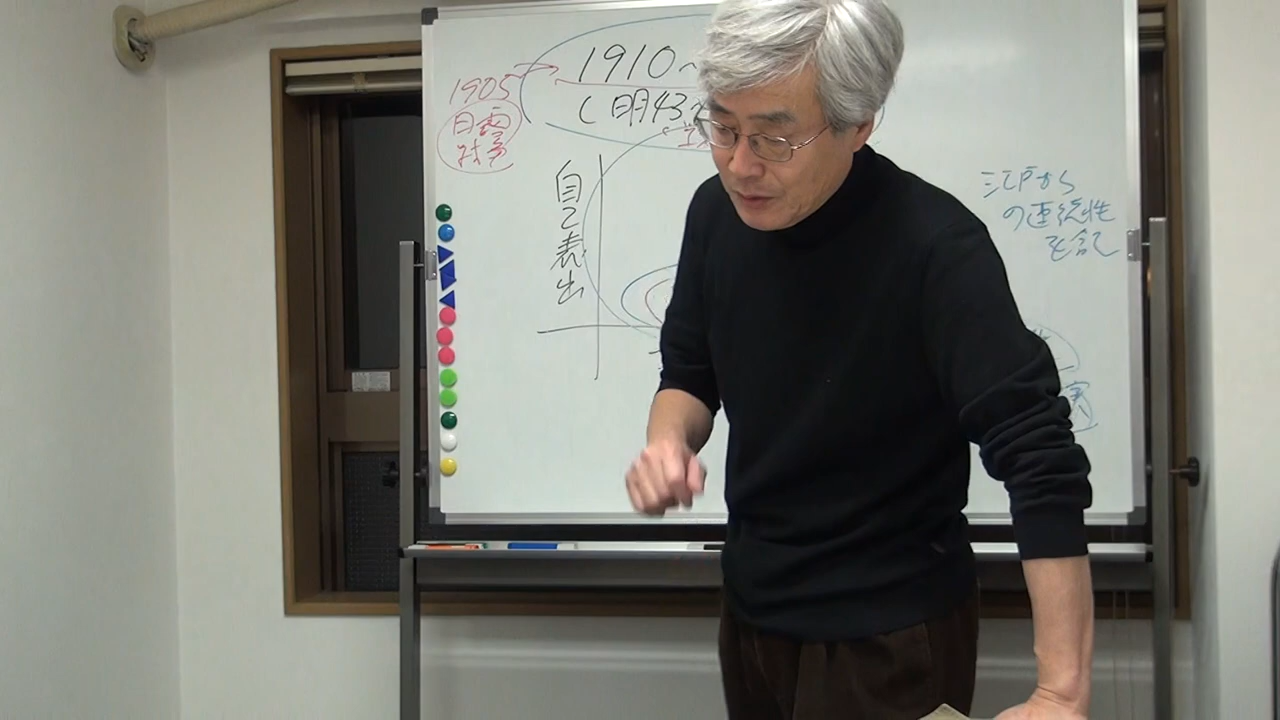 1910〜
(明43
1905
日露
戦争
自己表出
江戸から
の連続性
を含む
実